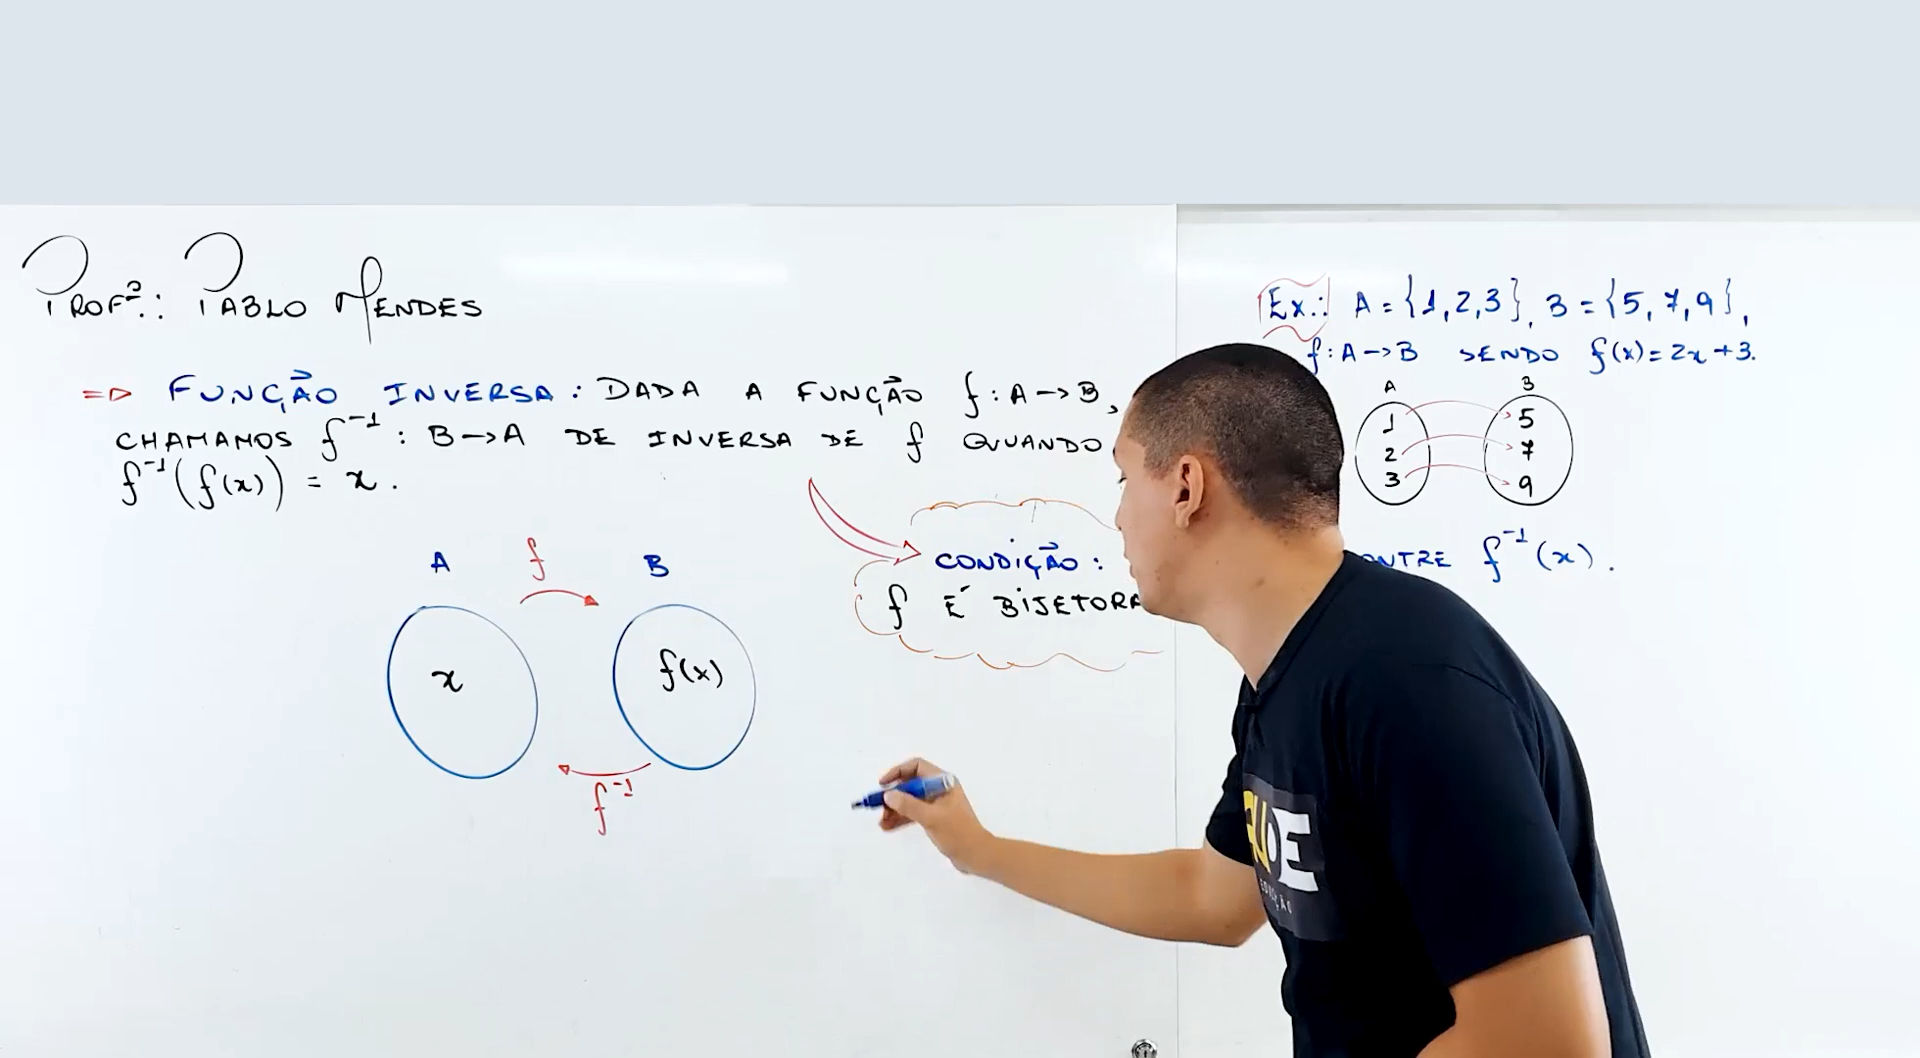 Profº.: Pablo Mendes
=> FUNÇÃO INVERSA: DADA A FUNÇÃO f: A→B,
CHAMAMOS f⁻¹: B→A DE INVERSA DE f QUANDO
f⁻¹(f(x)) = x.
A f B
x f(x)
f⁻¹
CONDIÇÃO:
f É BIJETORA
Ex.: A = {1,2,3}, B = {5,7,9},
f: A→B SENDO f(x) = 2x+3.
A B
1 5
2 7
3 9
f⁻¹(x).